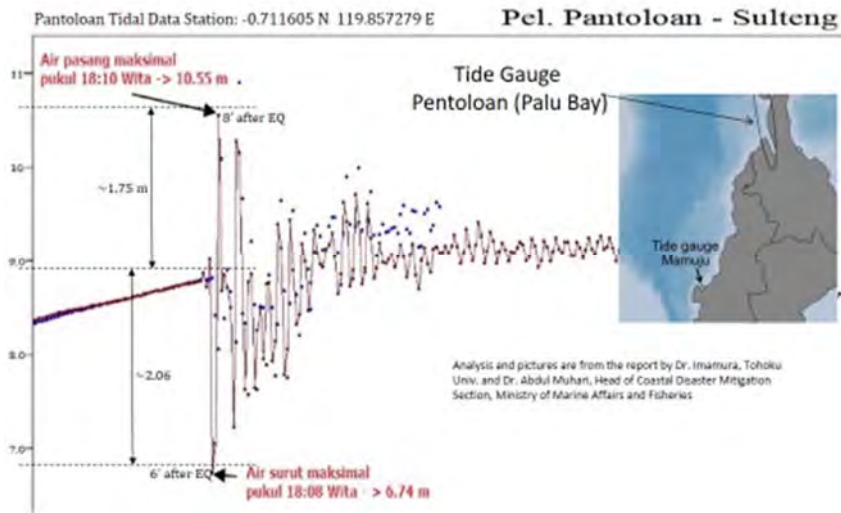 Pantoloan Tidal Data Station: -0.711605 N 119.857279 E
Pel. Pantoloan - Sulteng
Air pasang maksimal
pukul 18:10 Wita -> 10.55 m
8' after EQ
Tide Gauge
Pentoloan (Palu Bay)
11
10
9.0
8.0
7.0
~1.75 m
~2.06
Tide gauge
Mamuju
Analysis and pictures are from the report by Dr. Imamura, Tohoku
Univ. and Dr. Abdul Muhari, Head of Coastal Disaster Mitigation
Section, Ministry of Marine Affairs and Fisheries
6' after EQ
Air surut maksimal
pukul 18:08 Wita - > 6.74 m